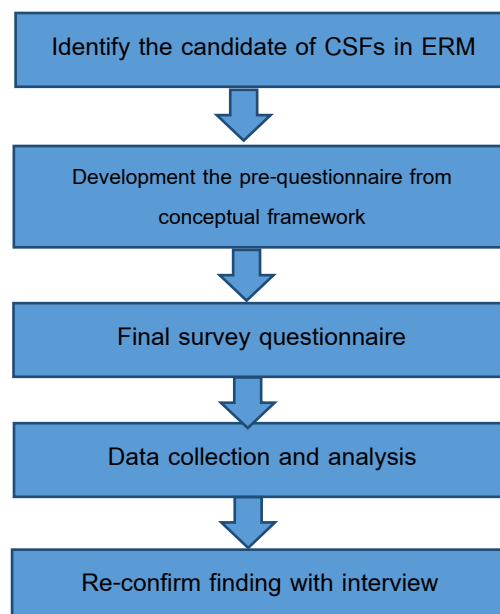 Identify the candidate of CSFs in ERM
Development the pre-questionnaire from
conceptual framework
Final survey questionnaire
Data collection and analysis
Re-confirm finding with interview